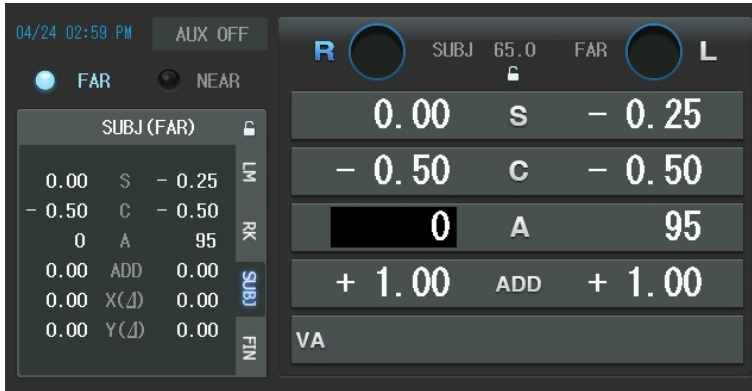 04/24 02:59 PM AUX OFF
FAR NEAR
SUBJ(FAR)
0.00 S - 0.25
- 0.50 C - 0.50
0 A 95
0.00 ADD 0.00
0.00 X(Δ) 0.00
0.00 Y(Δ) 0.00
LM
RK
SUBJ
FIN
R SUBJ 65.0 FAR L
0.00 S - 0.25
- 0.50 C - 0.50
0 A 95
+ 1.00 ADD + 1.00
VA